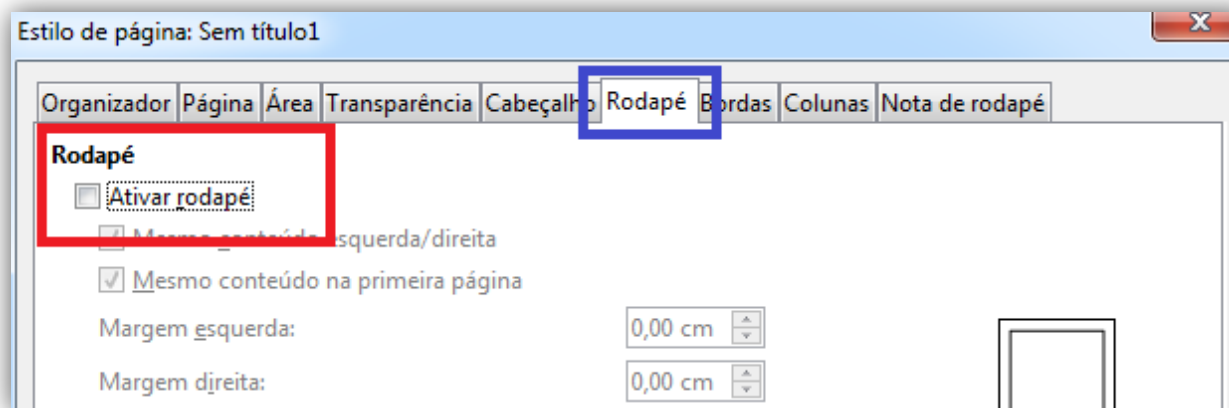 Estilo de página: Sem título1
Organizador Página Área Transparência Cabeçalho Rodapé Bordas Colunas Nota de rodapé
Rodapé
Ativar rodapé
Mesmo conteúdo esquerda/direita
Mesmo conteúdo na primeira página
Margem esquerda: 0,00 cm
Margem direita: 0,00 cm